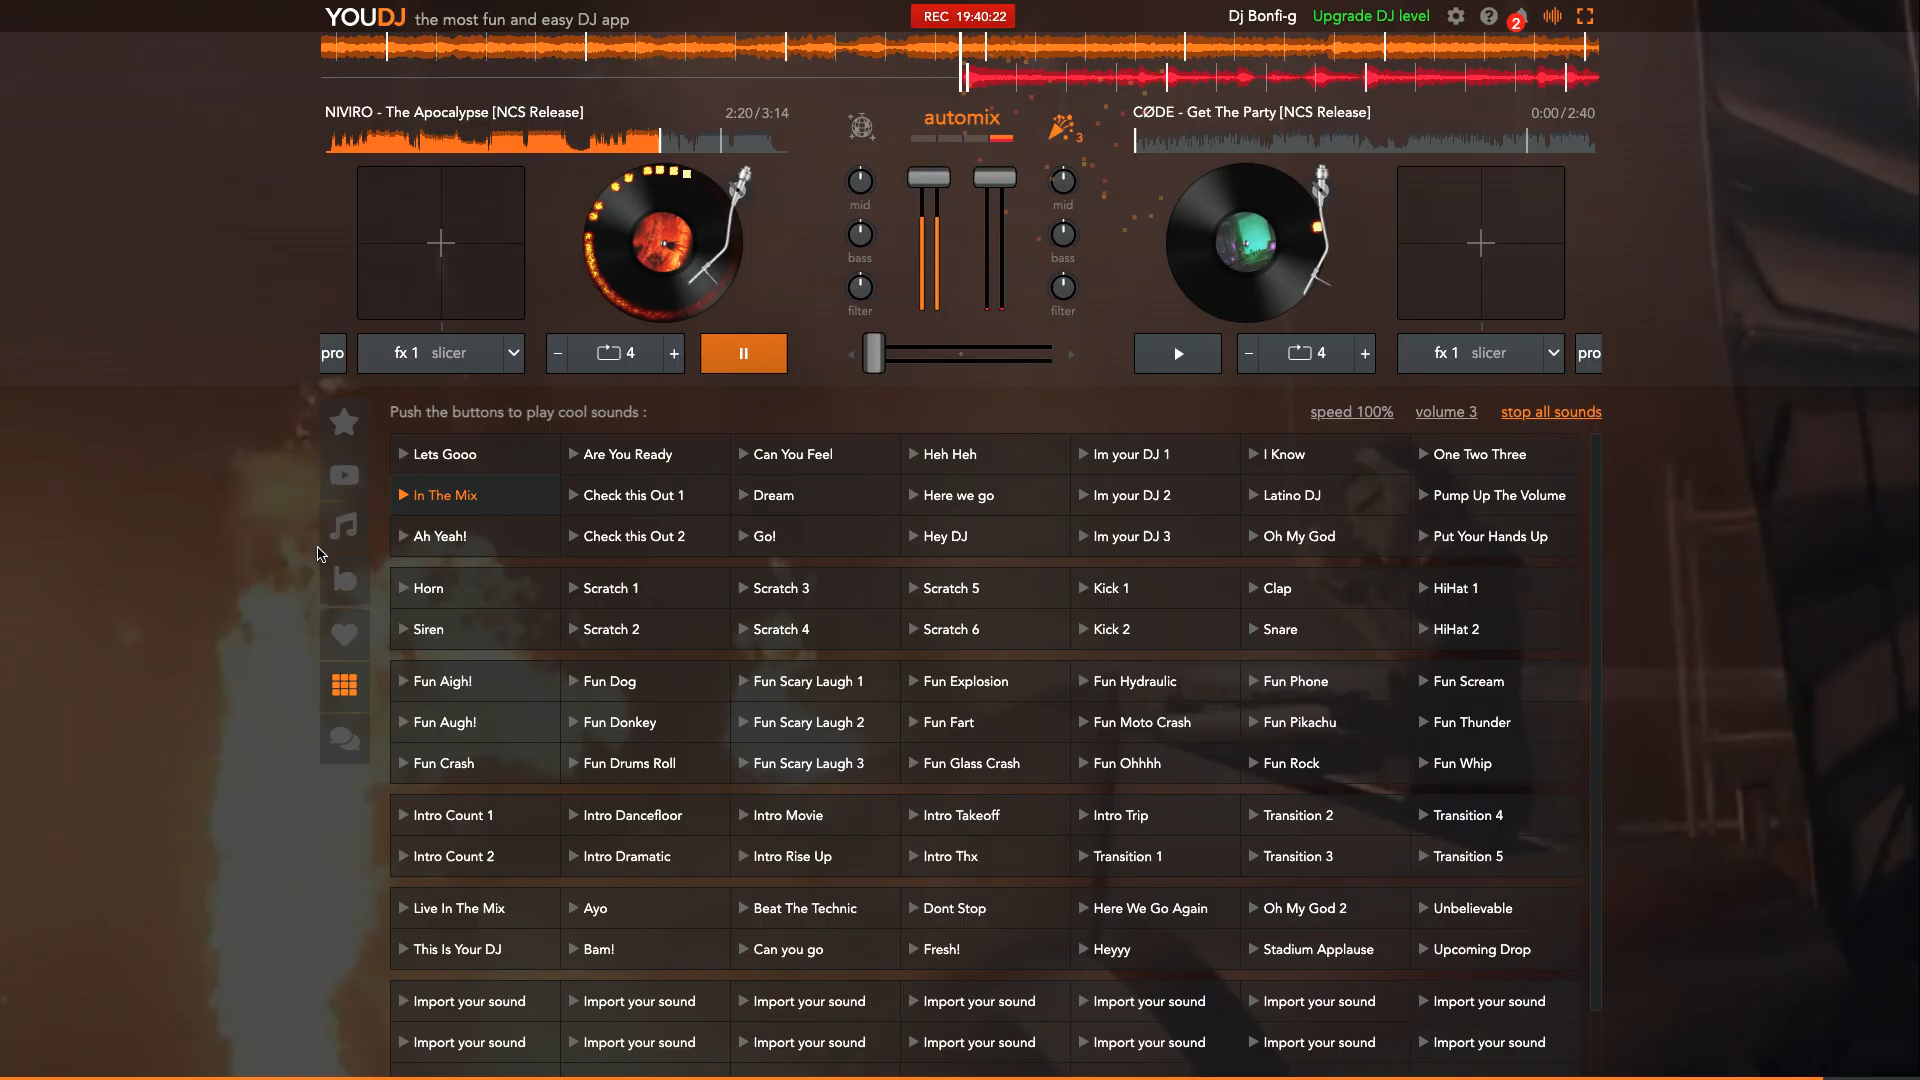 YOUDJ the most fun and easy DJ app
REC 19:40:22
Dj Bonfi-g Upgrade DJ level 2
NIVIRO - The Apocalypse [NCS Release] 2:20/3:14
automix
3
CØDE - Get The Party [NCS Release] 0:00/2:40
mid mid
bass bass
filter filter
pro fx 1 slicer − 4 +
− 4 + fx 1 slicer pro
Push the buttons to play cool sounds : speed 100% volume 3 stop all sounds
Lets Gooo Are You Ready Can You Feel Heh Heh Im your DJ 1 I Know One Two Three
In The Mix Check this Out 1 Dream Here we go Im your DJ 2 Latino DJ Pump Up The Volume
Ah Yeah! Check this Out 2 Go! Hey DJ Im your DJ 3 Oh My God Put Your Hands Up
Horn Scratch 1 Scratch 3 Scratch 5 Kick 1 Clap HiHat 1
Siren Scratch 2 Scratch 4 Scratch 6 Kick 2 Snare HiHat 2
Fun Aigh! Fun Dog Fun Scary Laugh 1 Fun Explosion Fun Hydraulic Fun Phone Fun Scream
Fun Augh! Fun Donkey Fun Scary Laugh 2 Fun Fart Fun Moto Crash Fun Pikachu Fun Thunder
Fun Crash Fun Drums Roll Fun Scary Laugh 3 Fun Glass Crash Fun Ohhhh Fun Rock Fun Whip
Intro Count 1 Intro Dancefloor Intro Movie Intro Takeoff Intro Trip Transition 2 Transition 4
Intro Count 2 Intro Dramatic Intro Rise Up Intro Thx Transition 1 Transition 3 Transition 5
Live In The Mix Ayo Beat The Technic Dont Stop Here We Go Again Oh My God 2 Unbelievable
This Is Your DJ Bam! Can you go Fresh! Heyyy Stadium Applause Upcoming Drop
Import your sound Import your sound Import your sound Import your sound Import your sound Import your sound Import your sound
Import your sound Import your sound Import your sound Import your sound Import your sound Import your sound Import your sound